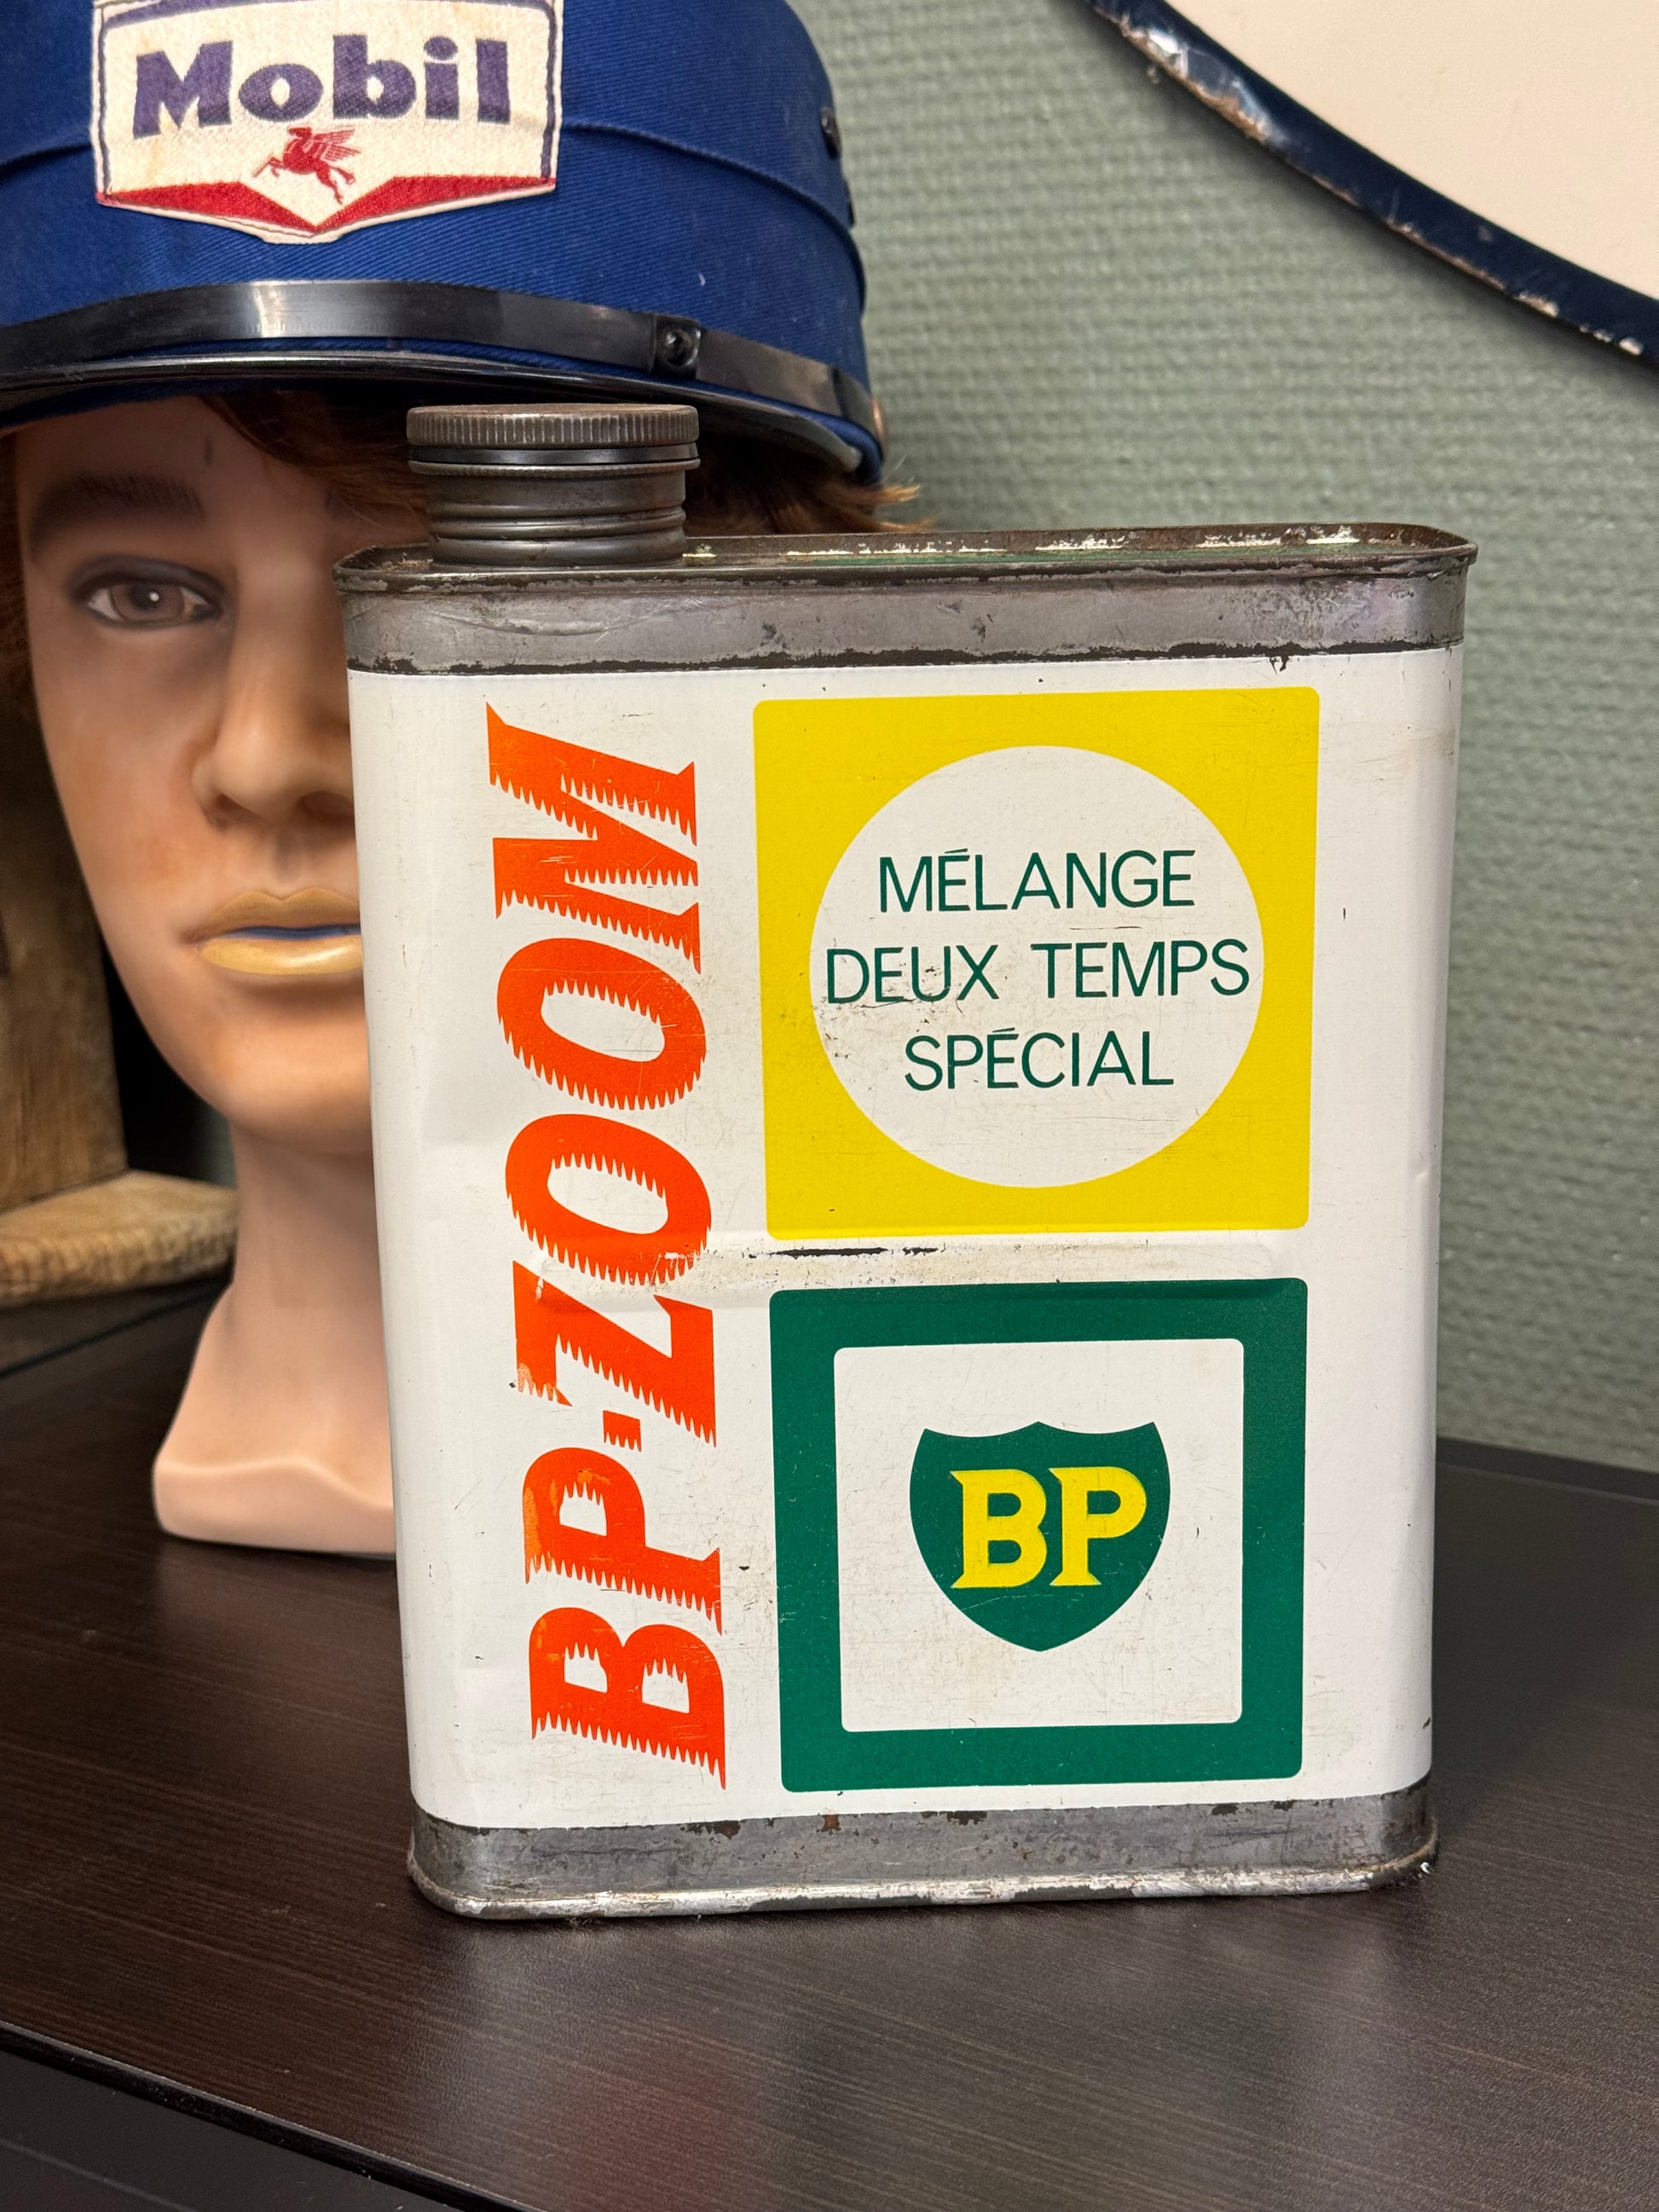 Mobil
BP-ZOOM
MÉLANGE
DEUX TEMPS
SPÉCIAL
BP